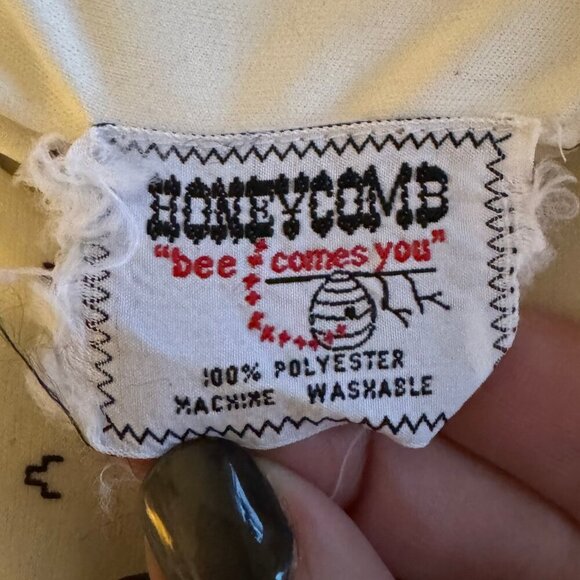 HONEYCOMB
"bee comes you"
100% POLYESTER
MACHINE WASHABLE